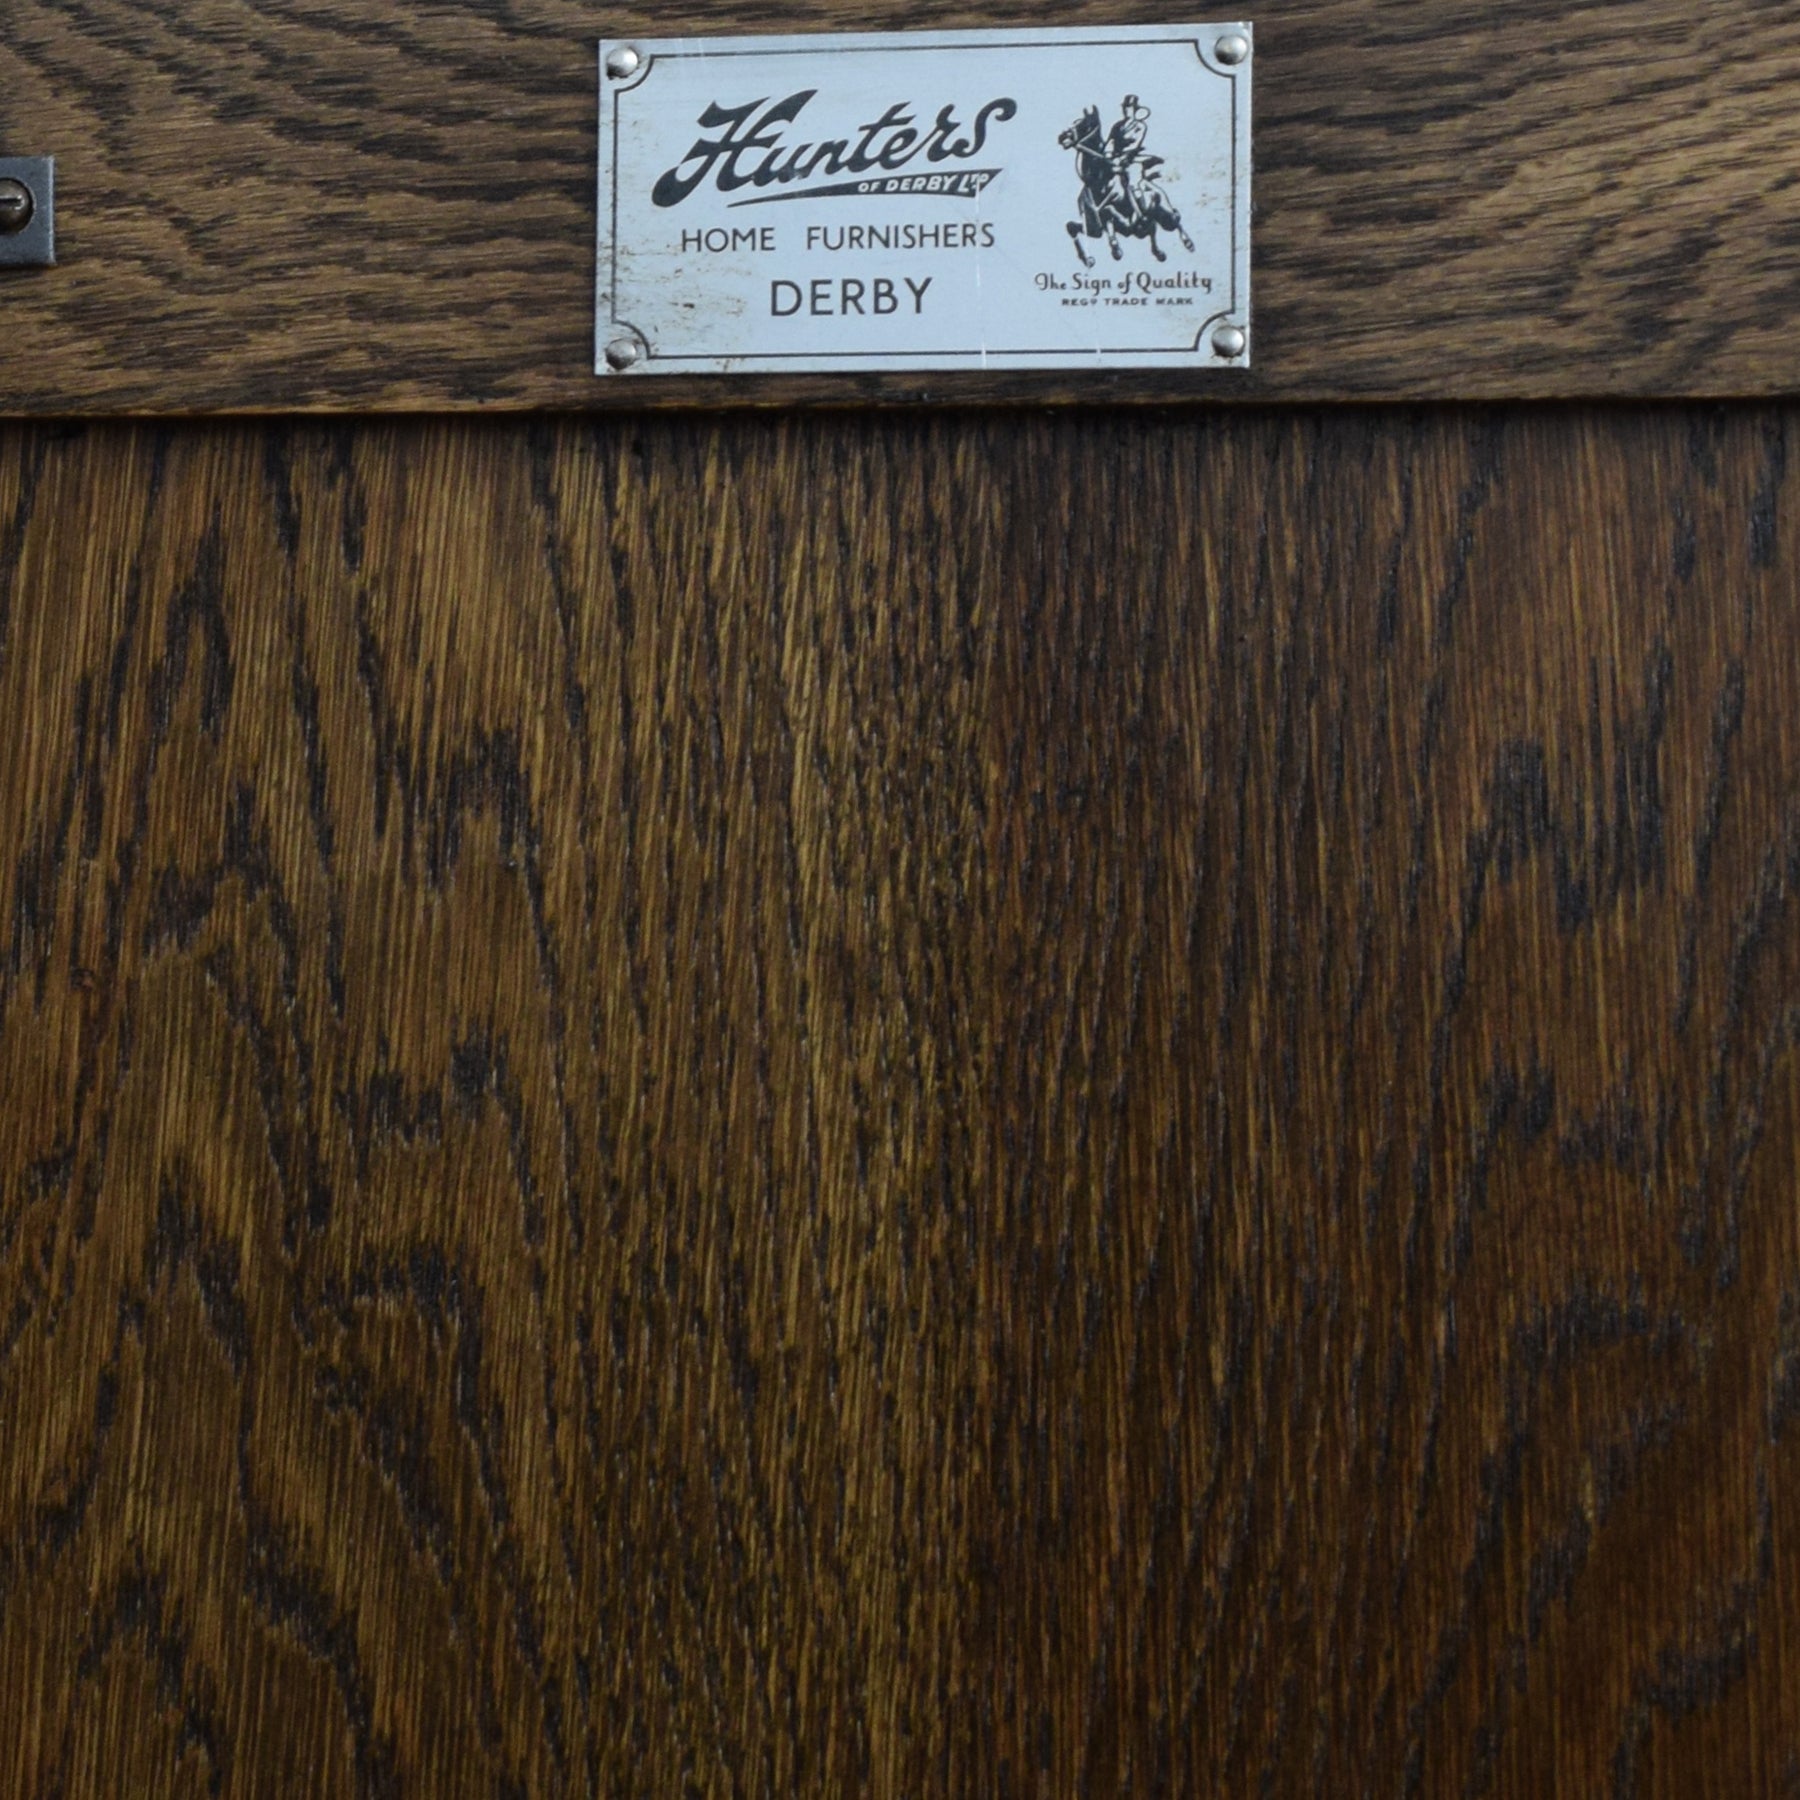 Hunters
OF DERBY LTD
HOME FURNISHERS
DERBY
The Sign of Quality
REGD TRADE MARK